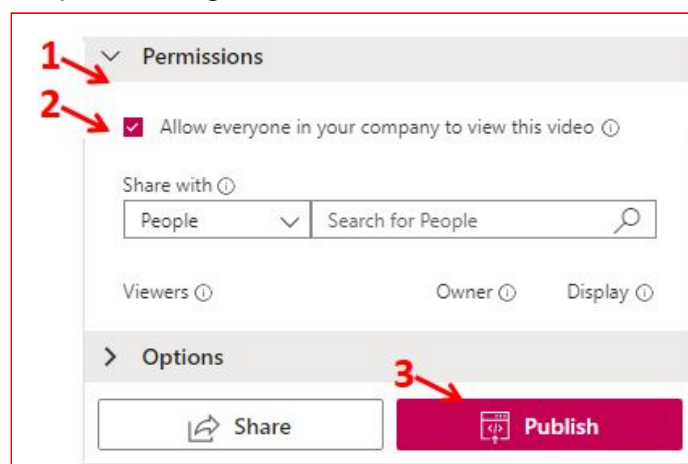 1 Permissions
2 Allow everyone in your company to view this video
Share with
People Search for People
Viewers Owner Display
Options
3
Share Publish